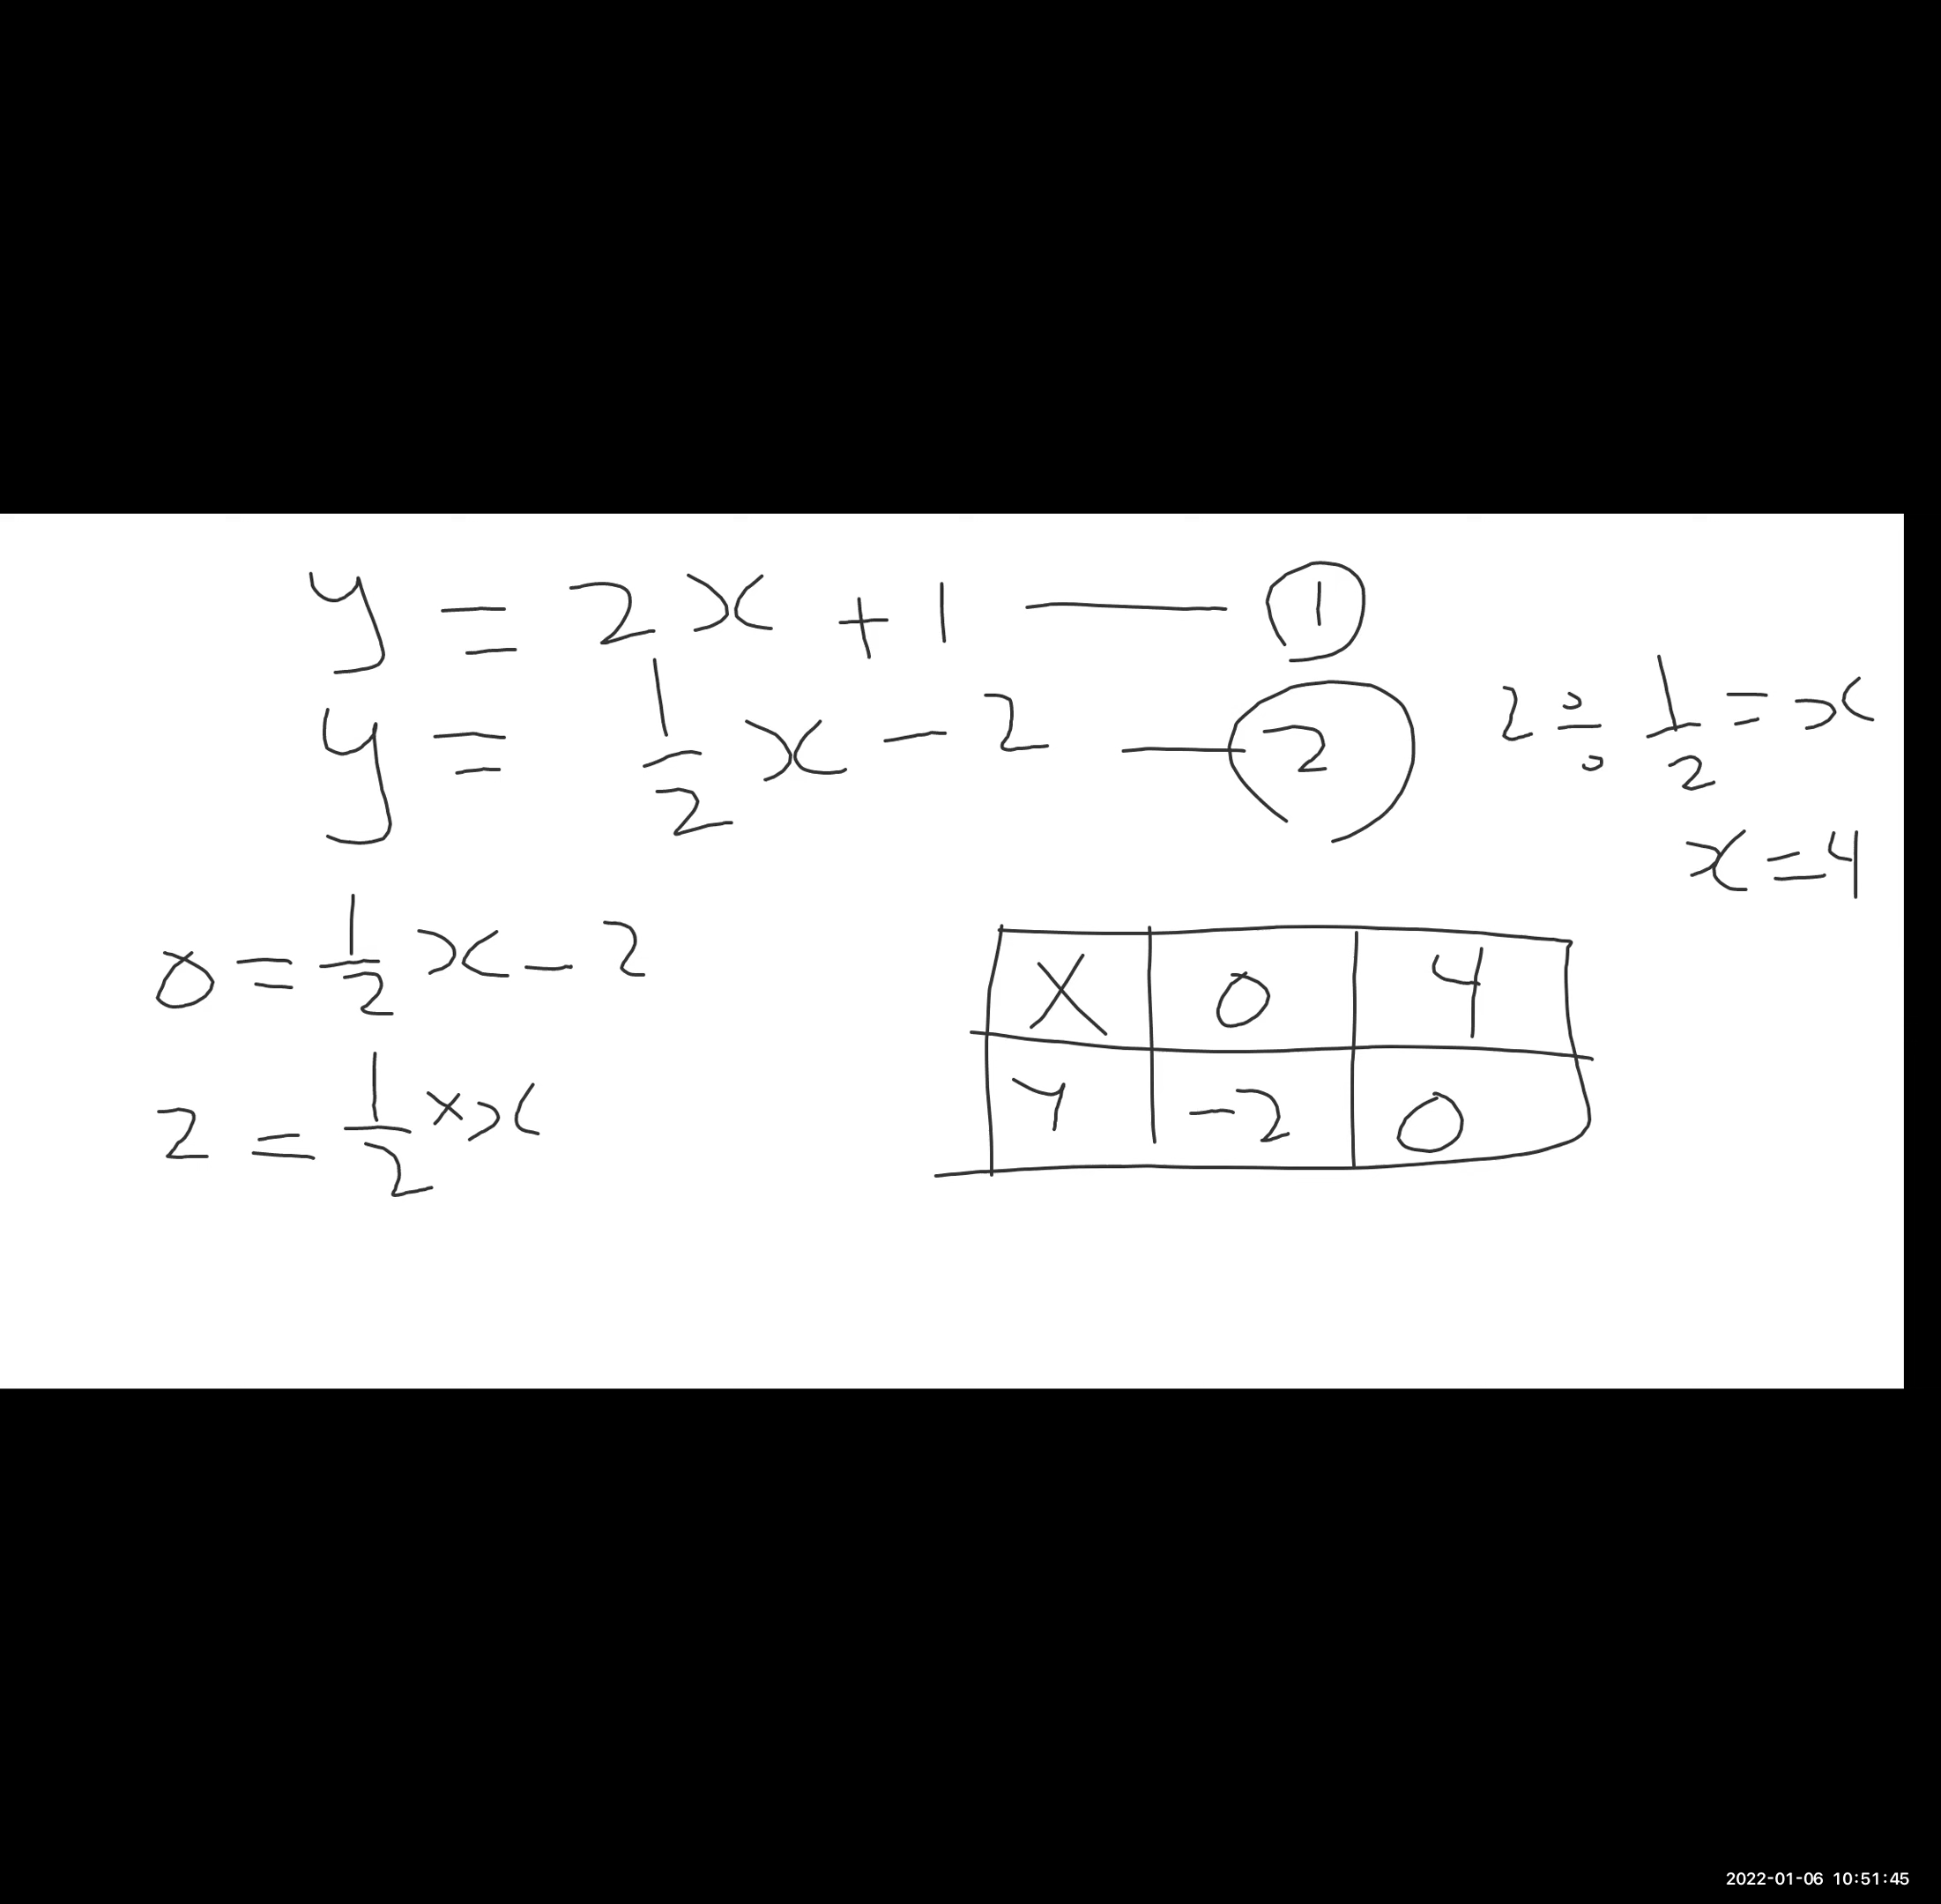 y = 2x + 1 — ①
y = 1/2 x - 2 — ②
2 ÷ 1/2 = x
x = 4
0 = 1/2 x - 2
2 = 1/2 × x
X 0 4
Y -2 0
2022-01-06 10:51:45